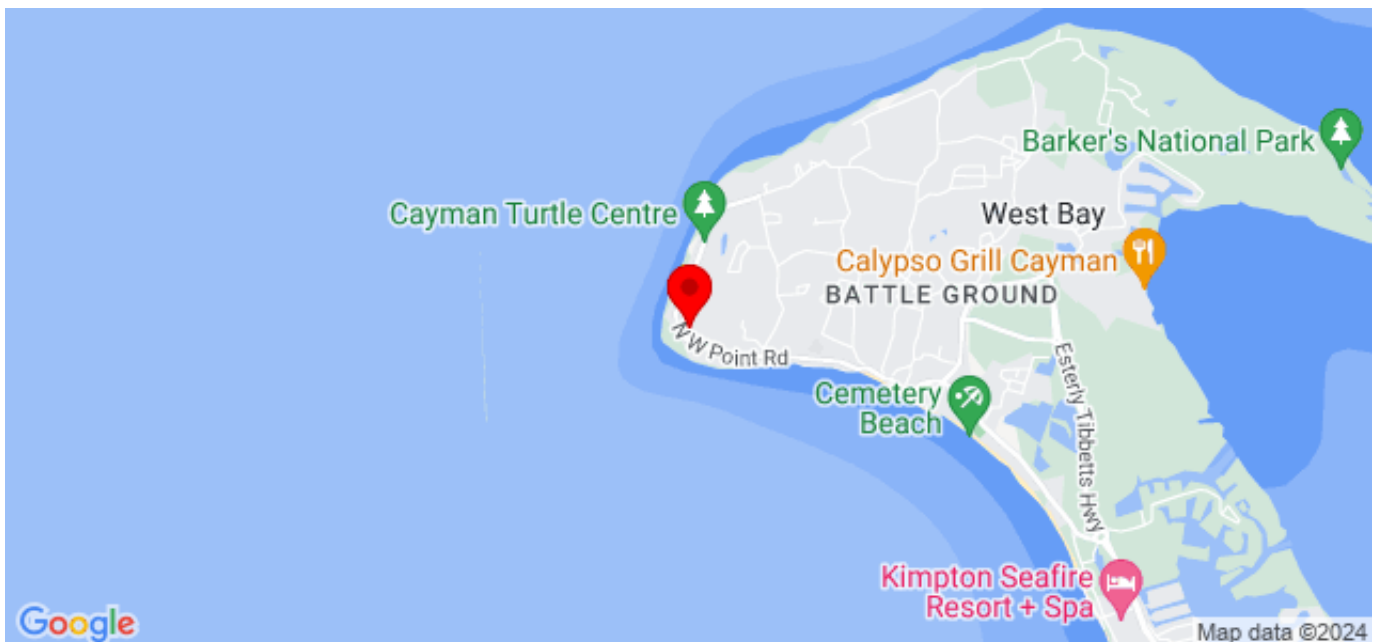 Barker's National Park
Cayman Turtle Centre
West Bay
Calypso Grill Cayman
BATTLE GROUND
NW Point Rd
Esterly Tibbetts Hwy
Cemetery
Beach
Kimpton Seafire
Resort + Spa
Google
Map data ©2024